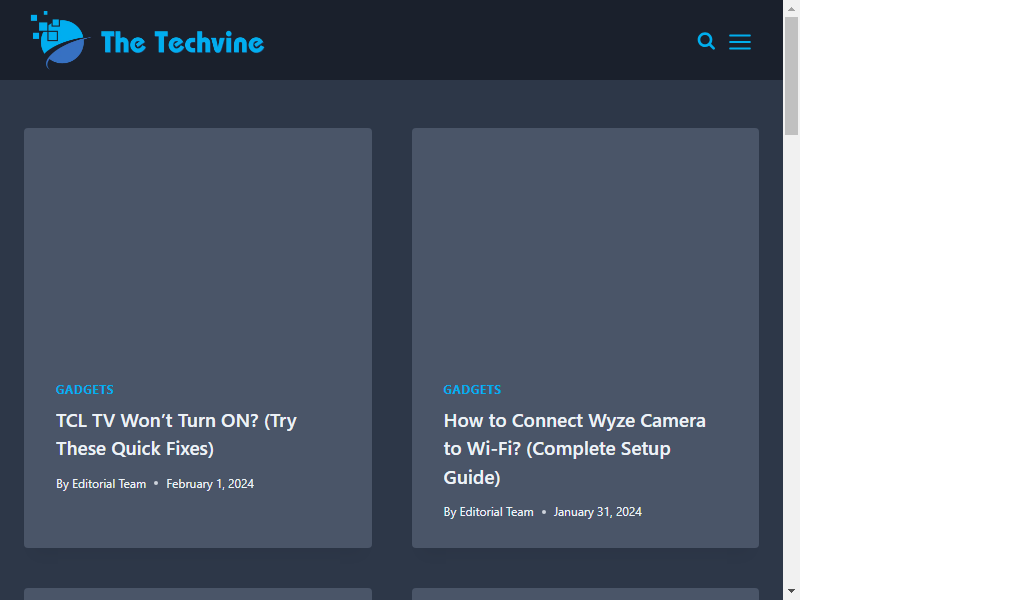 The Techvine
GADGETS
TCL TV Won’t Turn ON? (Try
These Quick Fixes)
By Editorial Team • February 1, 2024
GADGETS
How to Connect Wyze Camera
to Wi-Fi? (Complete Setup
Guide)
By Editorial Team • January 31, 2024